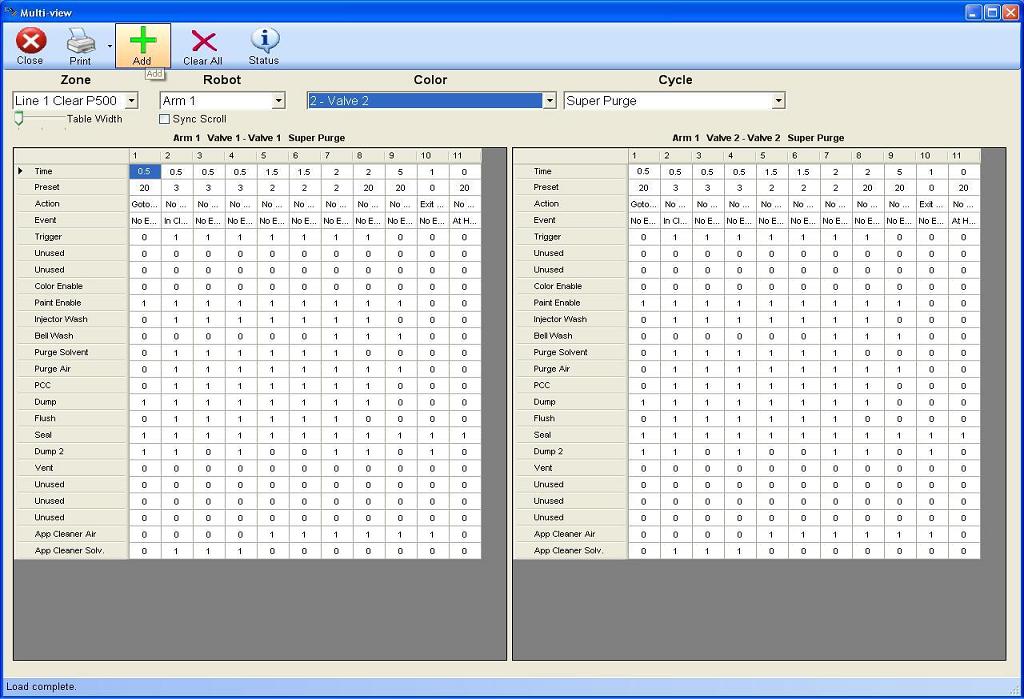 Multi-view
Close Print Add Clear All Status
Add
Zone Robot Color Cycle
Line 1 Clear P500 Arm 1 2 - Valve 2 Super Purge
Table Width Sync Scroll
Arm 1 Valve 1 - Valve 1 Super Purge
1 2 3 4 5 6 7 8 9 10 11
Time 0.5 0.5 0.5 0.5 1.5 1.5 2 2 5 1 0
Preset 20 3 3 3 2 2 2 20 20 0 20
Action Goto... No ... No ... No ... No ... No ... No ... No ... No ... Exit ... No ...
Event No E... In Cl... No E... No E... No E... No E... No E... No E... No E... No E... At H...
Trigger 0 1 1 1 1 1 1 1 0 0 0
Unused 0 0 0 0 0 0 0 0 0 0 0
Unused 0 0 0 0 0 0 0 0 0 0 0
Color Enable 0 0 0 0 0 0 0 0 0 0 0
Paint Enable 1 1 1 1 1 1 1 1 1 0 0
Injector Wash 0 1 1 1 1 1 1 1 0 0 0
Bell Wash 0 0 0 0 0 0 1 1 1 0 0
Purge Solvent 0 1 1 1 1 1 1 0 0 0 0
Purge Air 0 1 1 1 1 1 1 1 1 0 0
PCC 0 1 1 1 1 1 1 1 0 0 0
Dump 1 1 1 1 1 1 1 1 0 0 0
Flush 0 1 1 1 1 1 1 0 0 0 0
Seal 1 1 1 1 1 1 1 1 1 1 1
Dump 2 1 1 0 1 0 0 1 1 0 1 0
Vent 0 0 0 0 0 0 0 0 0 0 0
Unused 0 0 0 0 0 0 0 0 0 0 0
Unused 0 0 0 0 0 0 0 0 0 0 0
Unused 0 0 0 0 0 0 0 0 0 0 0
App Cleaner Air 0 0 0 0 1 1 1 1 1 1 0
App Cleaner Solv. 0 1 1 1 0 0 0 0 0 0 0
Arm 1 Valve 2 - Valve 2 Super Purge
1 2 3 4 5 6 7 8 9 10 11
Time 0.5 0.5 0.5 0.5 1.5 1.5 2 2 5 1 0
Preset 20 3 3 3 2 2 2 20 20 0 20
Action Goto... No ... No ... No ... No ... No ... No ... No ... No ... Exit ... No ...
Event No E... In Cl... No E... No E... No E... No E... No E... No E... No E... No E... At H...
Trigger 0 1 1 1 1 1 1 1 0 0 0
Unused 0 0 0 0 0 0 0 0 0 0 0
Unused 0 0 0 0 0 0 0 0 0 0 0
Color Enable 0 0 0 0 0 0 0 0 0 0 0
Paint Enable 1 1 1 1 1 1 1 1 1 0 0
Injector Wash 0 1 1 1 1 1 1 1 0 0 0
Bell Wash 0 0 0 0 0 0 1 1 1 0 0
Purge Solvent 0 1 1 1 1 1 1 0 0 0 0
Purge Air 0 1 1 1 1 1 1 1 1 0 0
PCC 0 1 1 1 1 1 1 1 0 0 0
Dump 1 1 1 1 1 1 1 1 0 0 0
Flush 0 1 1 1 1 1 1 0 0 0 0
Seal 1 1 1 1 1 1 1 1 1 1 1
Dump 2 1 1 0 1 0 0 1 1 0 1 0
Vent 0 0 0 0 0 0 0 0 0 0 0
Unused 0 0 0 0 0 0 0 0 0 0 0
Unused 0 0 0 0 0 0 0 0 0 0 0
Unused 0 0 0 0 0 0 0 0 0 0 0
App Cleaner Air 0 0 0 0 1 1 1 1 1 1 0
App Cleaner Solv. 0 1 1 1 0 0 0 0 0 0 0
Load complete.